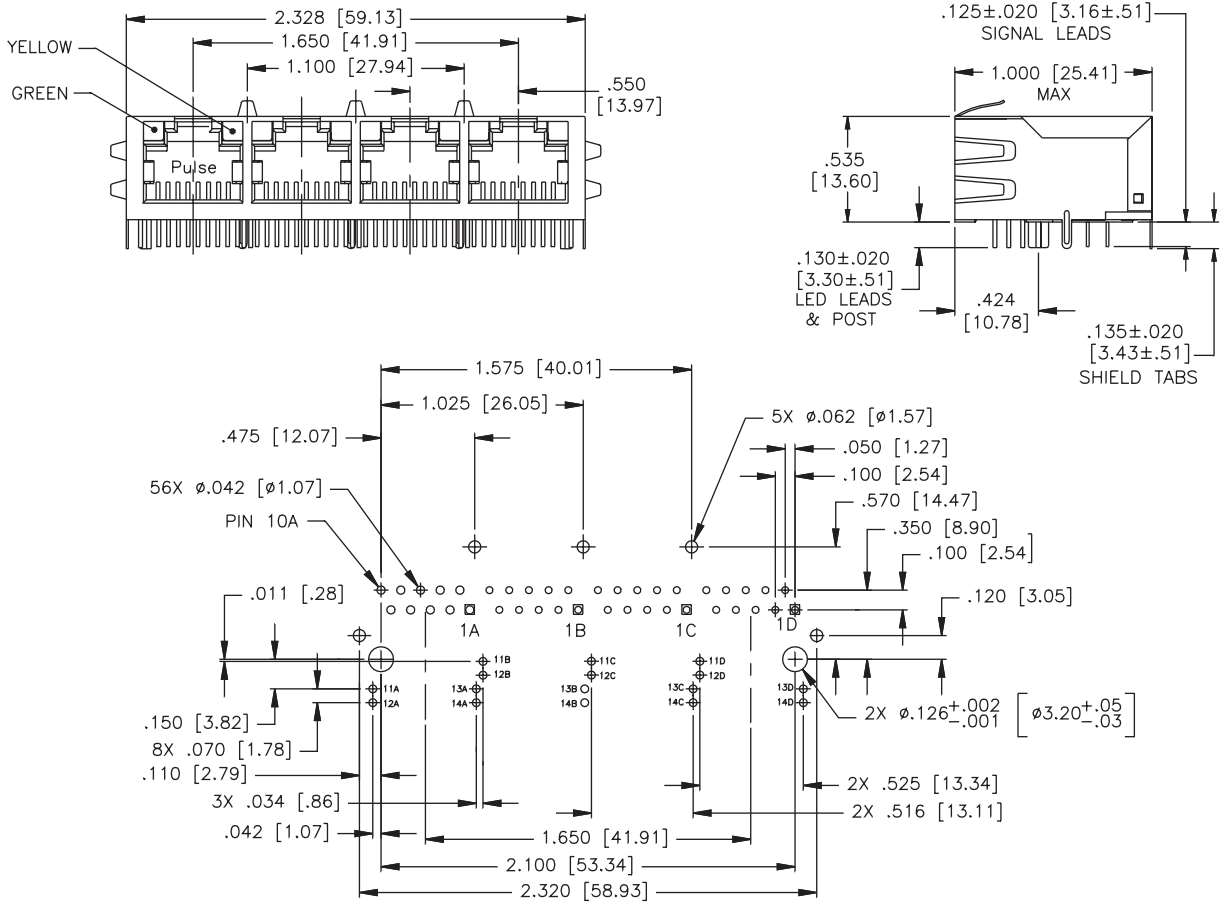 2.328 [59.13]
1.650 [41.91]
1.100 [27.94]
.550
[13.97]
YELLOW
GREEN
Pulse
.125±.020 [3.16±.51]
SIGNAL LEADS
1.000 [25.41]
MAX
.535
[13.60]
.130±.020
[3.30±.51]
LED LEADS
& POST
.424
[10.78]
.135±.020
[3.43±.51]
SHIELD TABS
1.575 [40.01]
1.025 [26.05]
.475 [12.07]
56X ø.042 [ø1.07]
PIN 10A
5X ø.062 [ø1.57]
.050 [1.27]
.100 [2.54]
.570 [14.47]
.350 [8.90]
.100 [2.54]
.011 [.28]
.120 [3.05]
1A 1B 1C 1D
11B 11C 11D
12B 12C 12D
11A 13A 13B 13C 13D
12A 14A 14B 14C 14D
.150 [3.82]
8X .070 [1.78]
.110 [2.79]
3X .034 [.86]
.042 [1.07]
2X ø.126+.002-.001 [ø3.20+.05-.03]
2X .525 [13.34]
2X .516 [13.11]
1.650 [41.91]
2.100 [53.34]
2.320 [58.93]